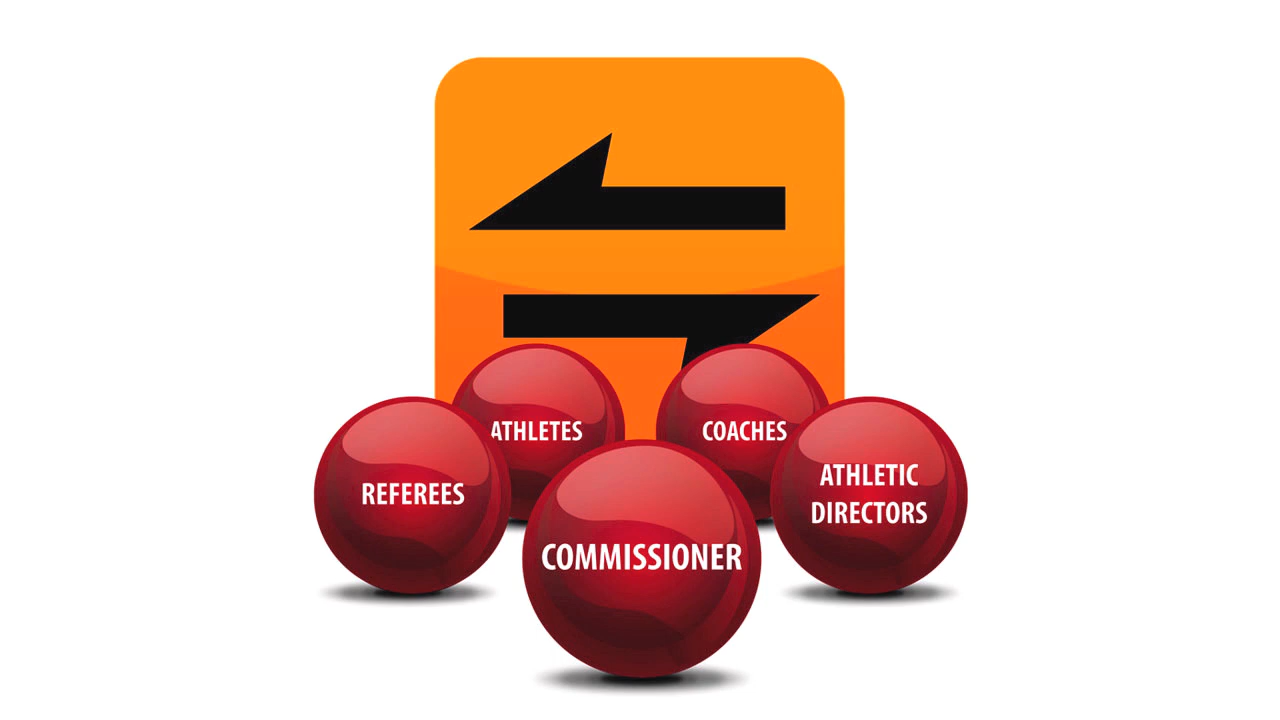 ATHLETES
COACHES
REFEREES
ATHLETIC
DIRECTORS
COMMISSIONER